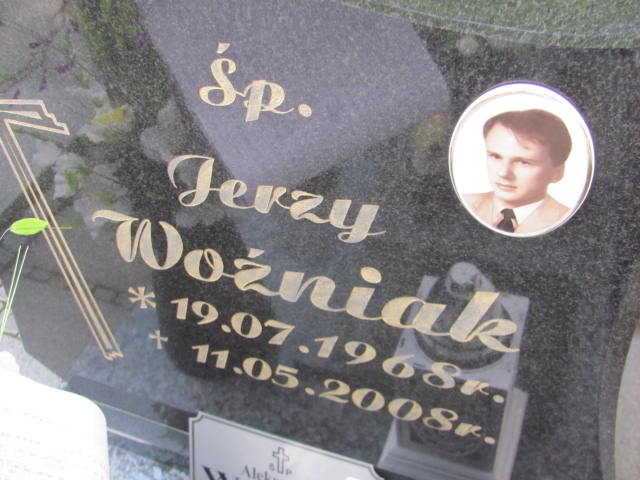 Śp.
Jerzy
Woźniak
* 19.07.1968r.
+ 11.05.2008r.
S P